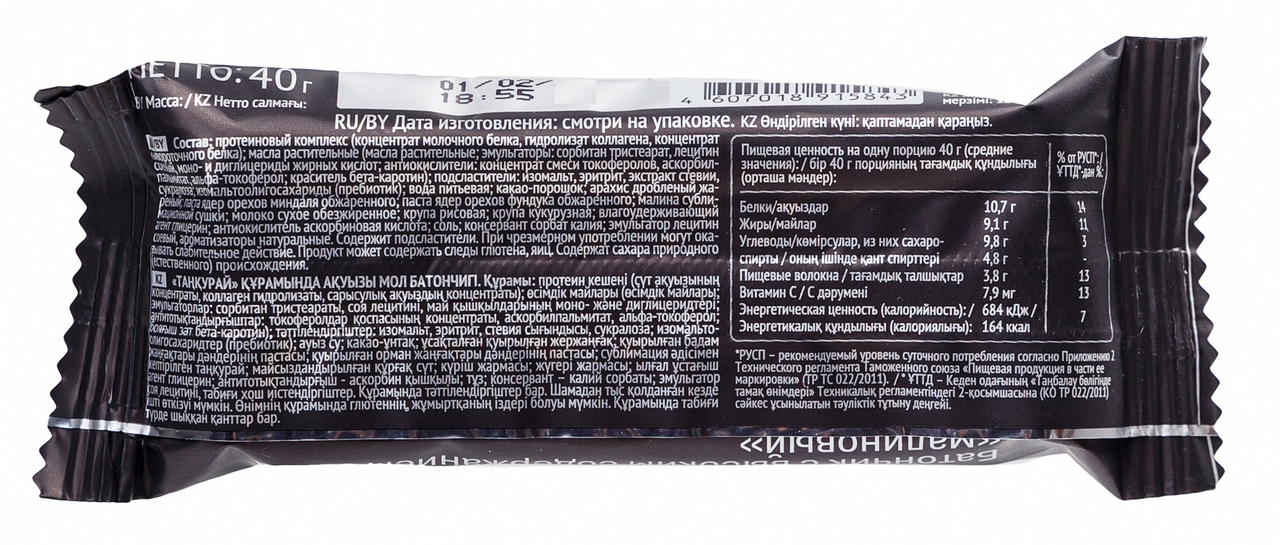 НЕТТО: 40 г
BY Масса: / KZ Нетто салмағы:
01/02/
18:55
4 607018 915843
мерзімі:
RU/BY Дата изготовления: смотри на упаковке. KZ Өндірілген күні: қаптамадан қараңыз.
RU/BY Состав: протеиновый комплекс (концентрат молочного белка, гидролизат коллагена, концентрат
сывороточного белка); масла растительные (масла растительные; эмульгаторы: сорбитан тристеарат, лецитин
соевый, моно- и диглицериды жирных кислот; антиокислители: концентрат смеси токоферолов, аскорбил-
пальмитат, альфа-токоферол; краситель бета-каротин); подсластители: изомальт, эритрит, экстракт стевии,
сукралоза; изомальтоолигосахариды (пребиотик); вода питьевая; какао-порошок; арахис дробленый жа-
реный; паста ядер орехов миндаля обжаренного; паста ядер орехов фундука обжаренного; малина субли-
мационной сушки; молоко сухое обезжиренное; крупа рисовая; крупа кукурузная; влагоудерживающий
агент глицерин; антиокислитель аскорбиновая кислота; соль; консервант сорбат калия; эмульгатор лецитин
соевый, ароматизаторы натуральные. Содержит подсластители. При чрезмерном употреблении могут ока-
зывать слабительное действие. Продукт может содержать следы глютена, яиц. Содержат сахара природного
(естественного) происхождения.
KZ «ТАҢҚУРАЙ» ҚҰРАМЫНДА АҚУЫЗЫ МОЛ БАТОНЧИГІ. Құрамы: протеин кешені (сүт ақуызының
концентраты, коллаген гидролизаты, сарысулық ақуыздың концентраты); өсімдік майлары (өсімдік майлары;
эмульгаторлар: сорбитан тристеараты, соя лецитині, май қышқылдарының моно- және диглицеридтері;
антитотықтандырғыштар: токоферолдар қоспасының концентраты, аскорбилпальмитат, альфа-токоферол;
бояғыш зат бета-каротин); тәттілендіргіштер: изомальт, эритрит, стевия сығындысы, сукралоза; изомальто-
олигосахаридтер (пребиотик); ауыз су; какао-ұнтақ; ұсақталған қуырылған жержаңғақ; қуырылған бадам
жаңғақтары дәндерінің пастасы; қуырылған орман жаңғақтары дәндерінің пастасы; сублимация әдісімен
кептірілген таңқурай; майсыздандырылған құрғақ сүт; күріш жармасы; жүгері жармасы; ылғал ұстағыш
агент глицерин; антитотықтандырғыш - аскорбин қышқылы; тұз; консервант – калий сорбаты; эмульгатор
соя лецитині, табиғи хош иістендіргіштер. Құрамында тәттілендіргіштер бар. Шамадан тыс қолданған кезде
ішті өткізуі мүмкін. Өнімнің құрамында глютеннің, жұмыртқаның іздері болуы мүмкін. Құрамында табиғи
түрде шыққан қанттар бар.
Пищевая ценность на одну порцию 40 г (средние
значения): / бір 40 г порцияның тағамдық құндылығы
(орташа мәндер):
% от РУСП*: /
ҰТТД*-дан %:
Белки/ақуыздар 10,7 г 14
Жиры/майлар 9,1 г 11
Углеводы/көмірсулар, из них сахаро- 9,8 г 3
спирты / оның ішінде қант спирттері 4,8 г -
Пищевые волокна / тағамдық талшықтар 3,8 г 13
Витамин С / С дәрумені 7,9 мг 13
Энергетическая ценность (калорийность): / 684 кДж /
Энергетикалық құндылығы (калориялығы): 164 ккал 7
*РУСП – рекомендуемый уровень суточного потребления согласно Приложению 2
Технического регламента Таможенного союза «Пищевая продукция в части ее
маркировки» (ТР ТС 022/2011). / * ҰТТД – Кеден одағының «Таңбалау бөлігінде
тамақ өнімдері» Техникалық регламентіндегі 2-қосымшасына (КО ТР 022/2011)
сәйкес ұсынылатын тәуліктік тұтыну деңгейі.
Батончик с высоким содержанием
«МАЛИНОВЫЙ»